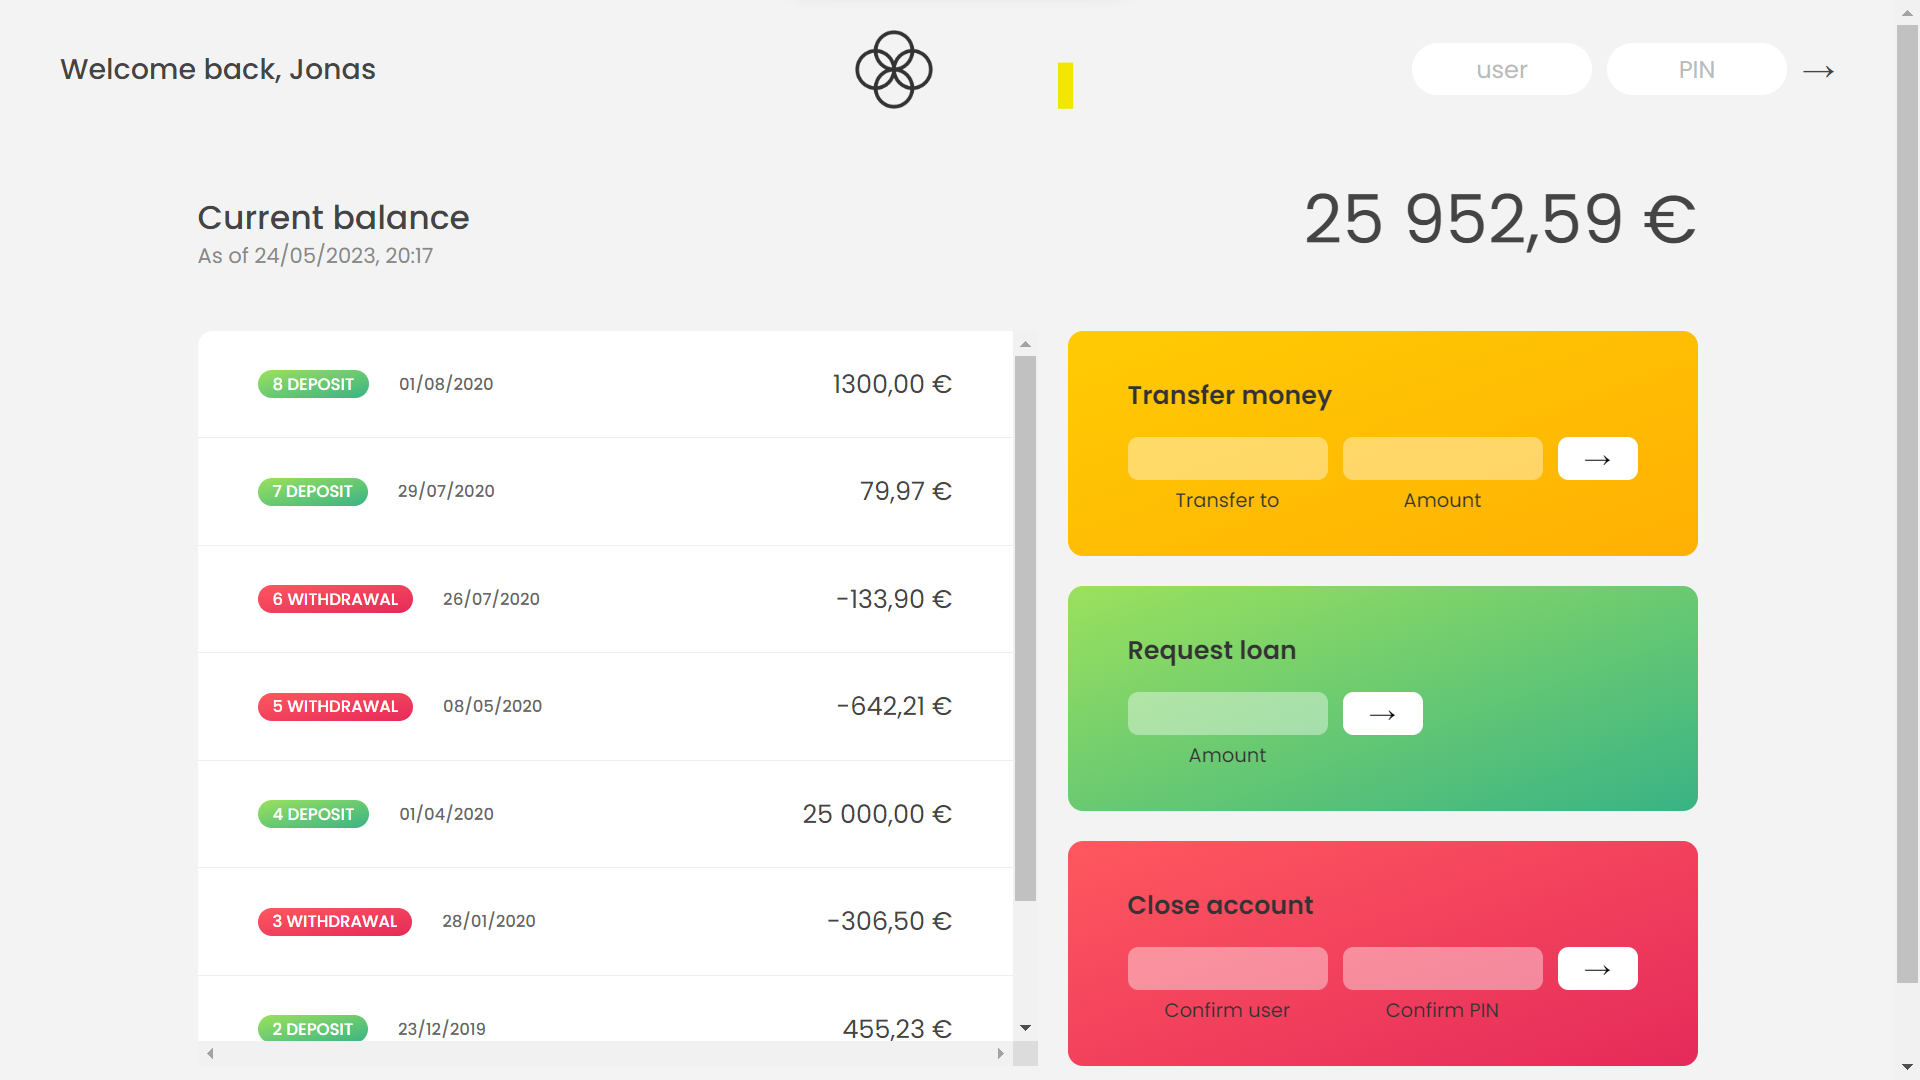 Welcome back, Jonas
user
PIN
→
Current balance
As of 24/05/2023, 20:17
25 952,59 €
8 DEPOSIT 01/08/2020 1300,00 €
7 DEPOSIT 29/07/2020 79,97 €
6 WITHDRAWAL 26/07/2020 -133,90 €
5 WITHDRAWAL 08/05/2020 -642,21 €
4 DEPOSIT 01/04/2020 25 000,00 €
3 WITHDRAWAL 28/01/2020 -306,50 €
2 DEPOSIT 23/12/2019 455,23 €
Transfer money
→
Transfer to Amount
Request loan
→
Amount
Close account
→
Confirm user Confirm PIN